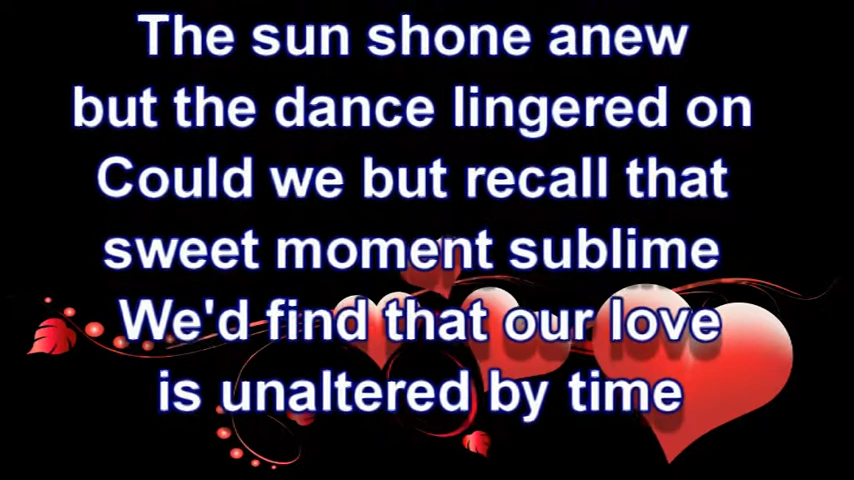 The sun shone anew
but the dance lingered on
Could we but recall that
sweet moment sublime
We'd find that our love
is unaltered by time